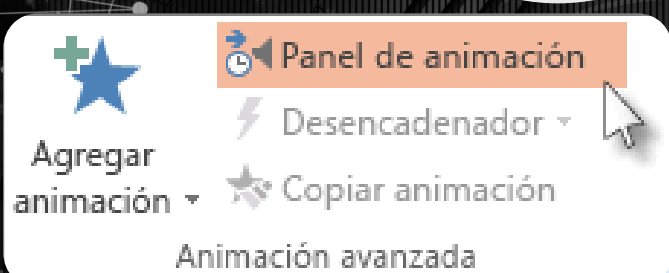 Agregar
animación
Panel de animación
Desencadenador
Copiar animación
Animación avanzada